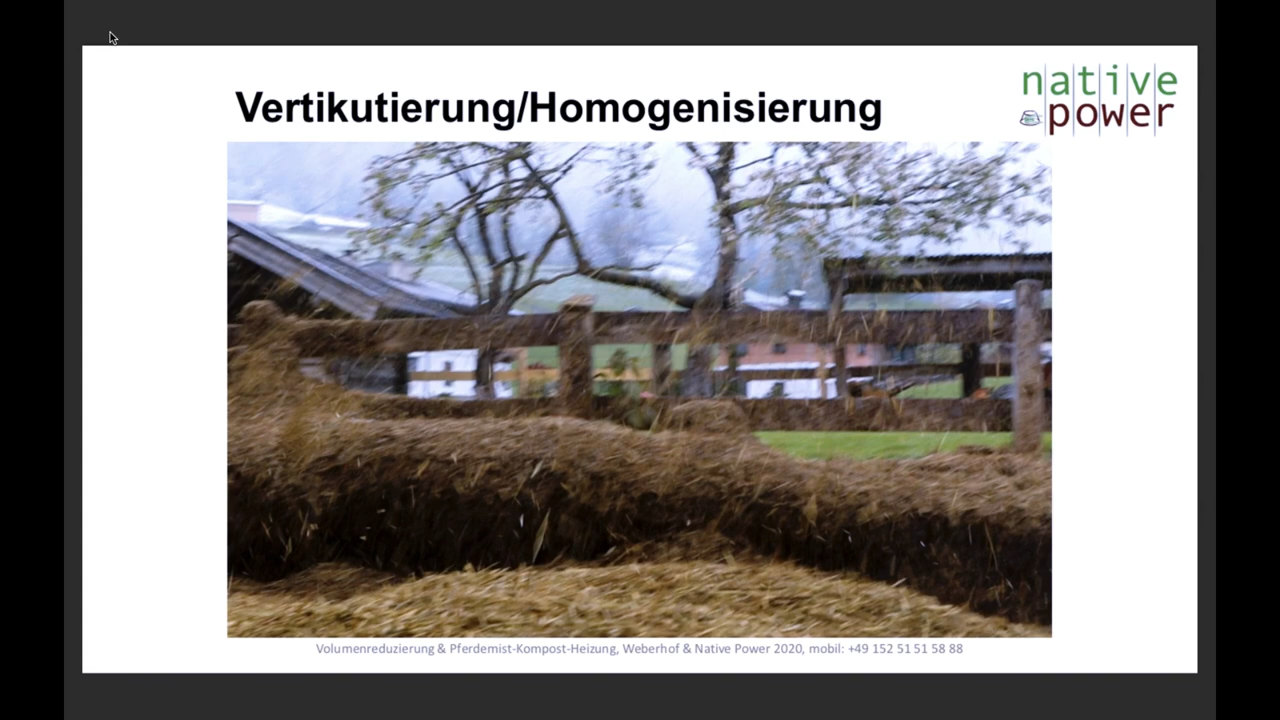 native
power
Vertikutierung/Homogenisierung
Volumenreduzierung & Pferdemist-Kompost-Heizung, Weberhof & Native Power 2020, mobil: +49 152 51 51 58 88